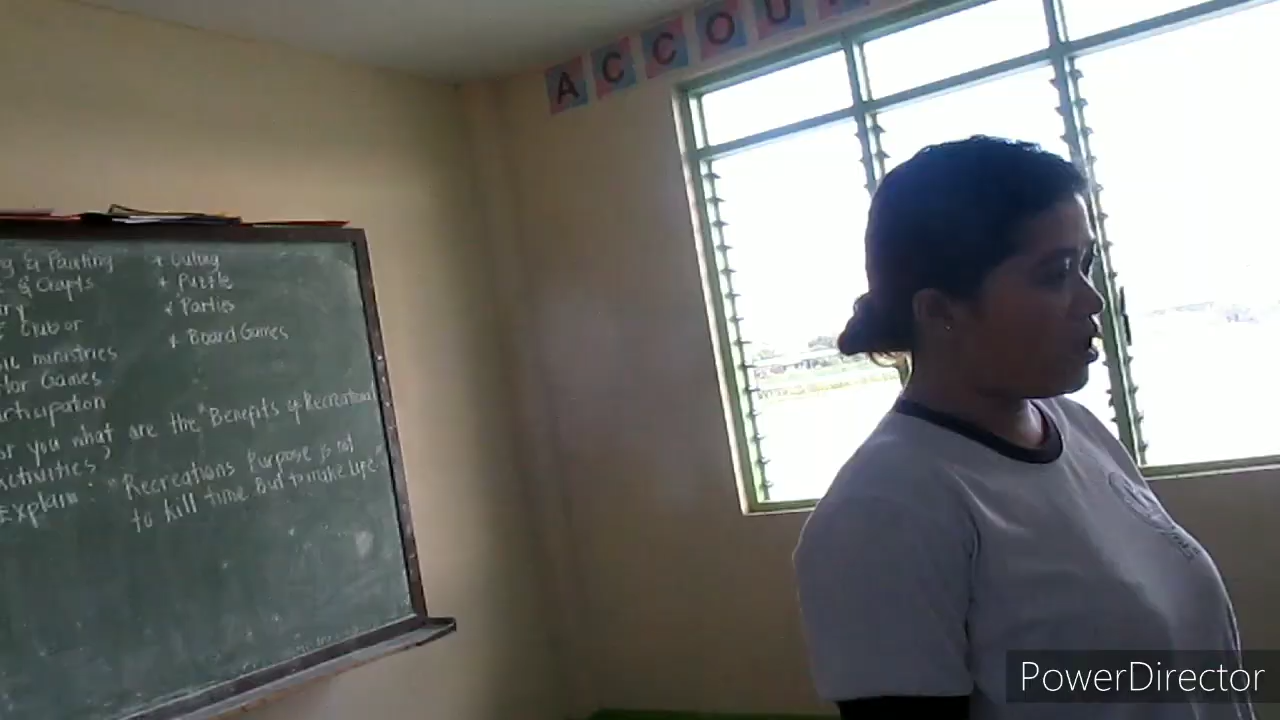 ACCOU
g & Painting
& Crafts
+ Outing
+ Puzzle
+ Parties
+ Board Games
Club or
ministries
Games
articipation
or you what are the "Benefits of Recreational
Activities?
Explain: "Recreations Purpose is not
to kill time But to make Life"
PowerDirector